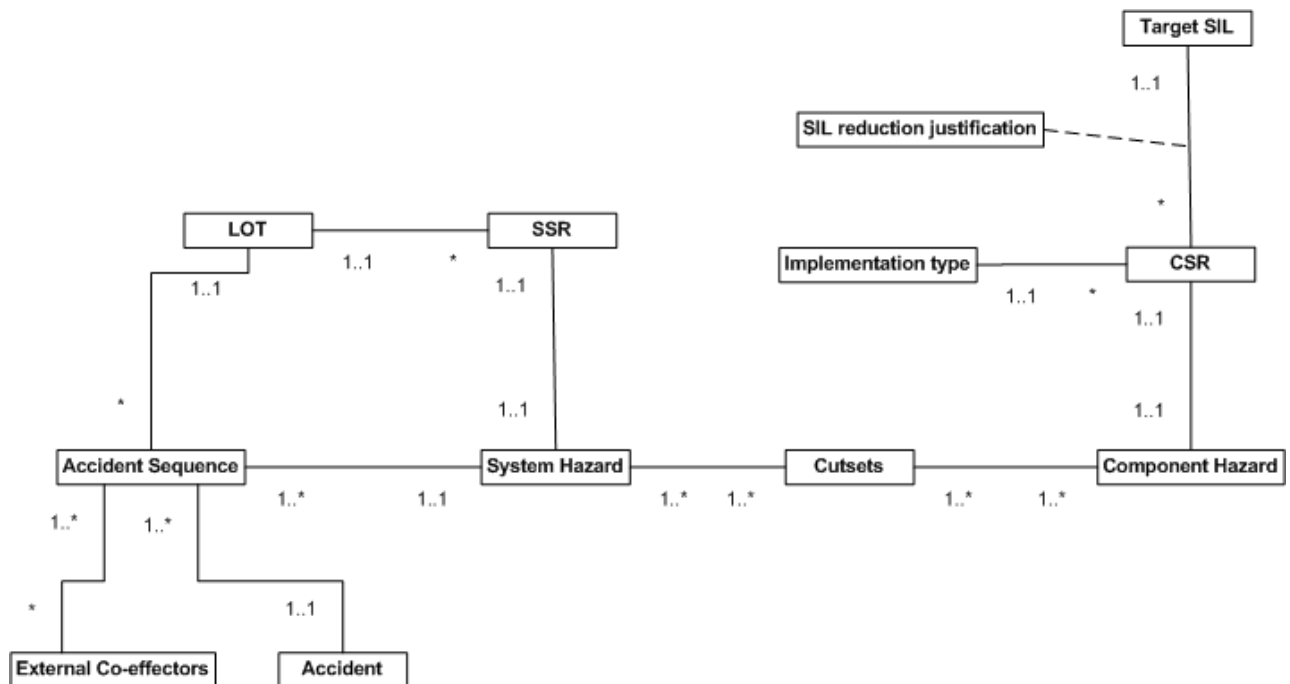 Target SIL
1..1
SIL reduction justification
*
LOT
SSR
1..1
*
Implementation type
CSR
1..1
1..1
1..1
*
1..1
*
1..1
1..1
Accident Sequence
System Hazard
Cutsets
Component Hazard
1..*
1..1
1..*
1..*
1..*
1..*
1..*
1..*
*
1..1
External Co-effectors
Accident